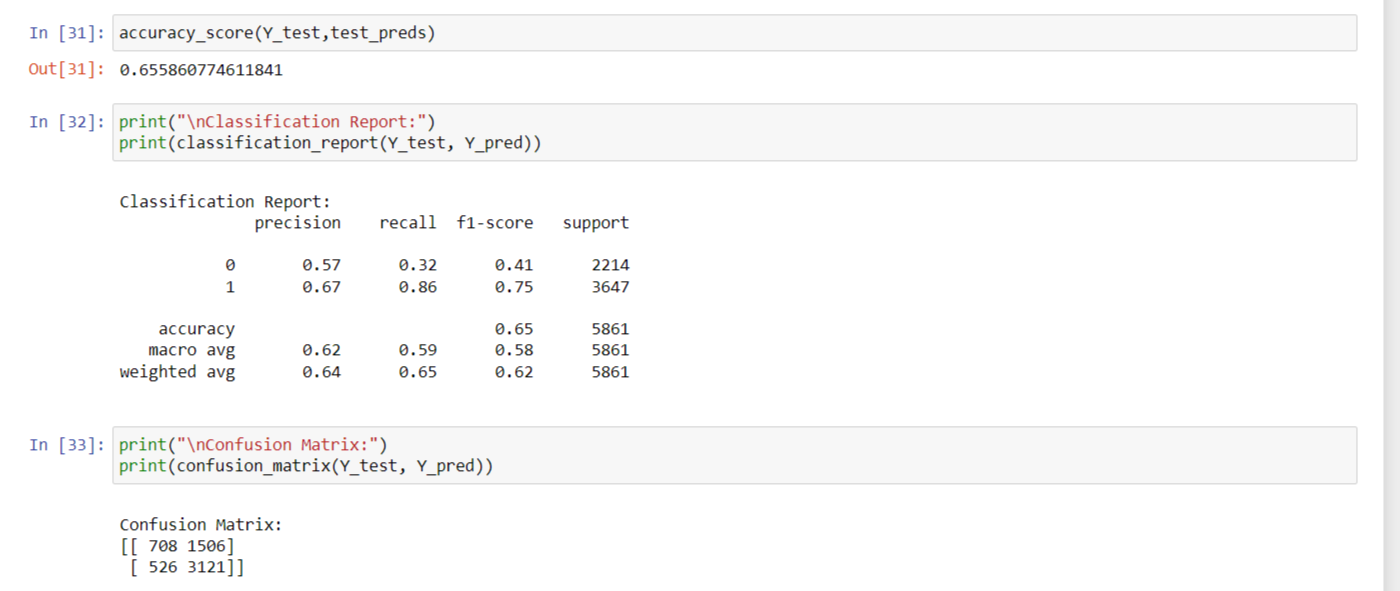 In [31]: accuracy_score(Y_test,test_preds)
Out[31]: 0.655860774611841
In [32]: print("\nClassification Report:")
print(classification_report(Y_test, Y_pred))
Classification Report:
precision recall f1-score support
0 0.57 0.32 0.41 2214
1 0.67 0.86 0.75 3647
accuracy 0.65 5861
macro avg 0.62 0.59 0.58 5861
weighted avg 0.64 0.65 0.62 5861
In [33]: print("\nConfusion Matrix:")
print(confusion_matrix(Y_test, Y_pred))
Confusion Matrix:
[[ 708 1506]
[ 526 3121]]